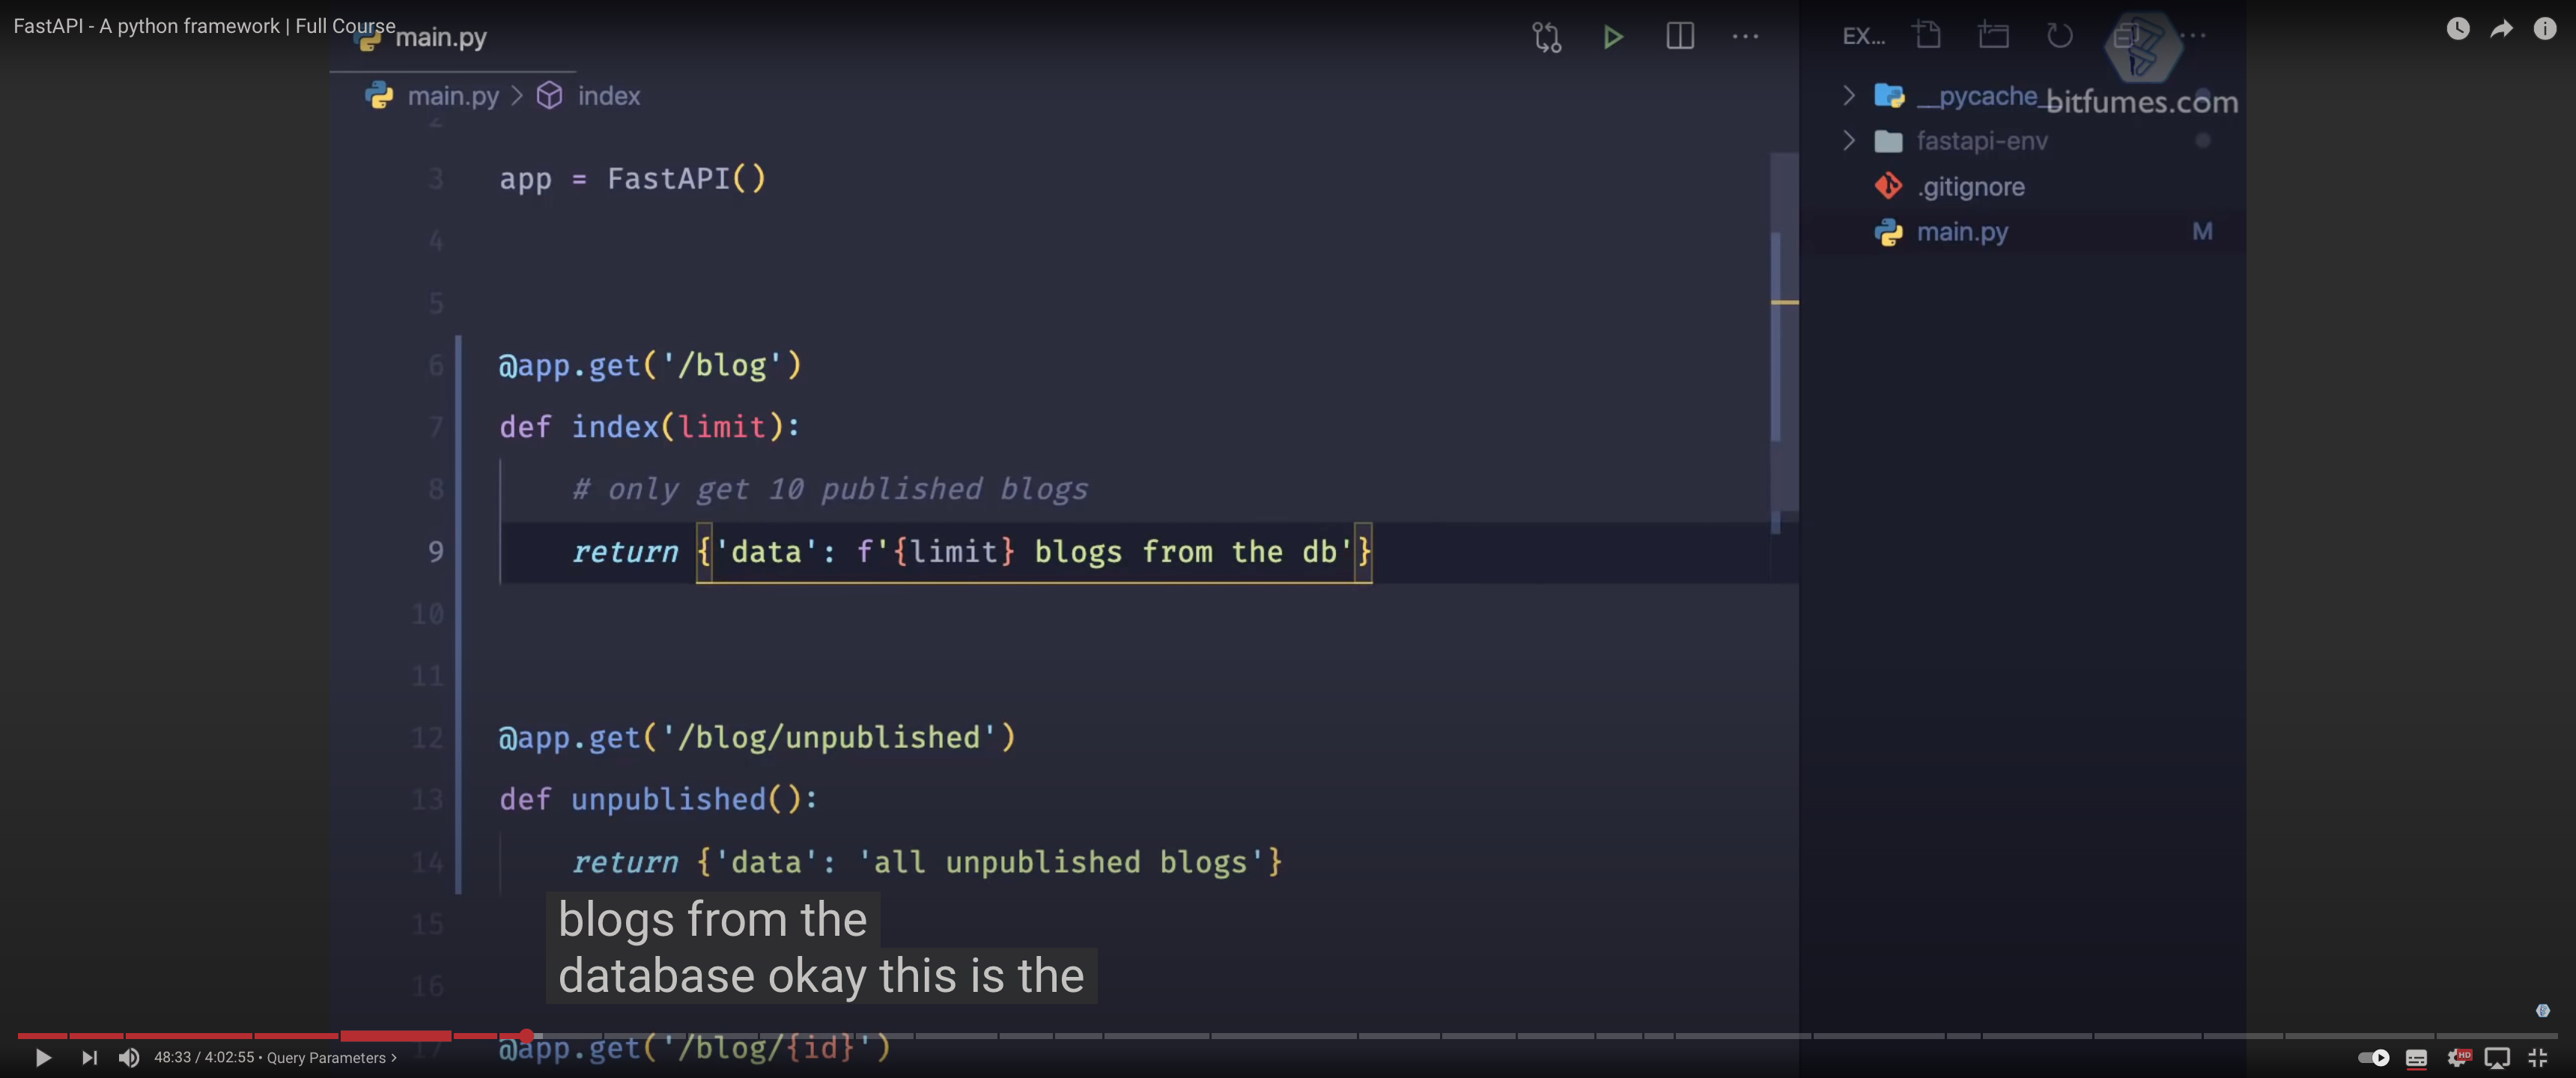 FastAPI - A python framework | Full Course
main.py
EX...
main.py > index
__pycache__
bitfumes.com
fastapi-env
.gitignore
main.py M
2
3 app = FastAPI()
4
5
6 @app.get('/blog')
7 def index(limit):
8 # only get 10 published blogs
9 return {'data': f'{limit} blogs from the db'}
10
11
12 @app.get('/blog/unpublished')
13 def unpublished():
14 return {'data': 'all unpublished blogs'}
15
16
17 @app.get('/blog/{id}')
blogs from the
database okay this is the
48:33 / 4:02:55 • Query Parameters >
HD